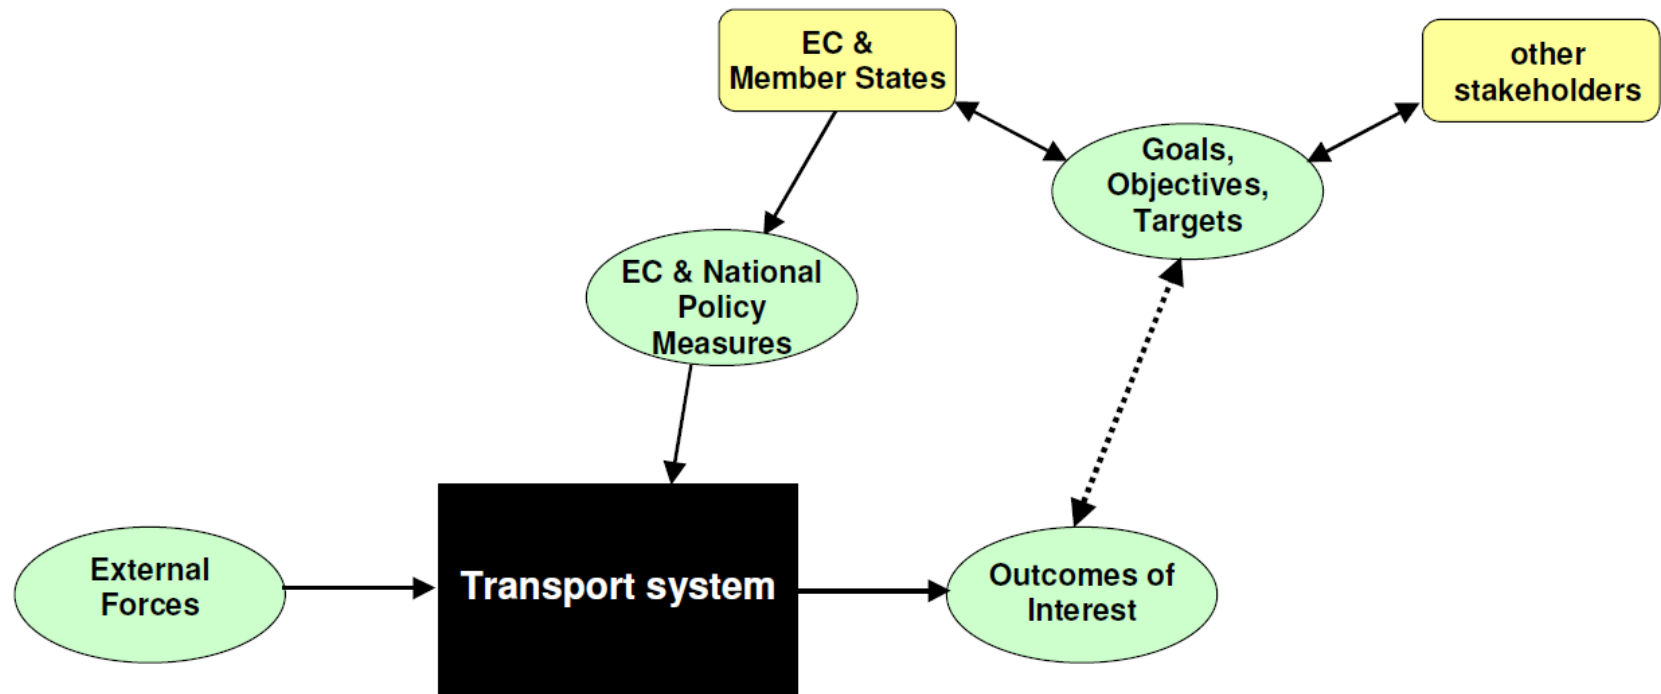 EC &
Member States
other
stakeholders
Goals,
Objectives,
Targets
EC & National
Policy
Measures
External
Forces
Transport system
Outcomes of
Interest